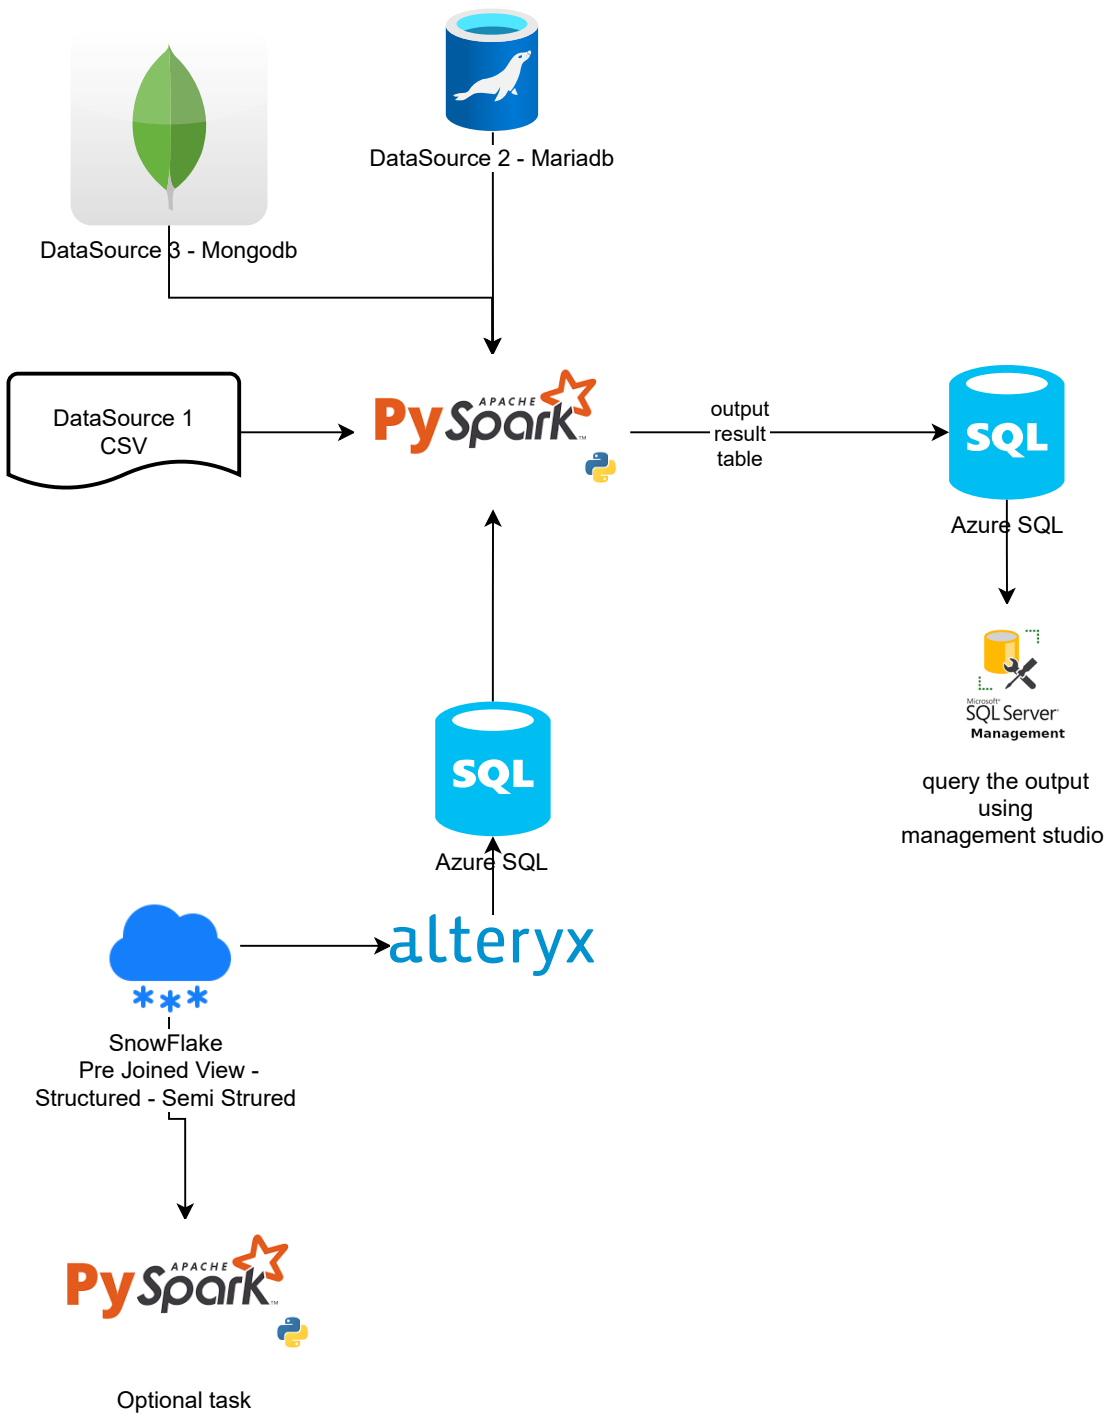 DataSource 2 - Mariadb
DataSource 3 - Mongodb
DataSource 1
CSV
APACHE
PySpark™
output
result
table
SQL
Azure SQL
Microsoft®
SQL Server®
Management
query the output
using
management studio
SQL
Azure SQL
alteryx
SnowFlake
Pre Joined View -
Structured - Semi Strured
APACHE
PySpark™
Optional task